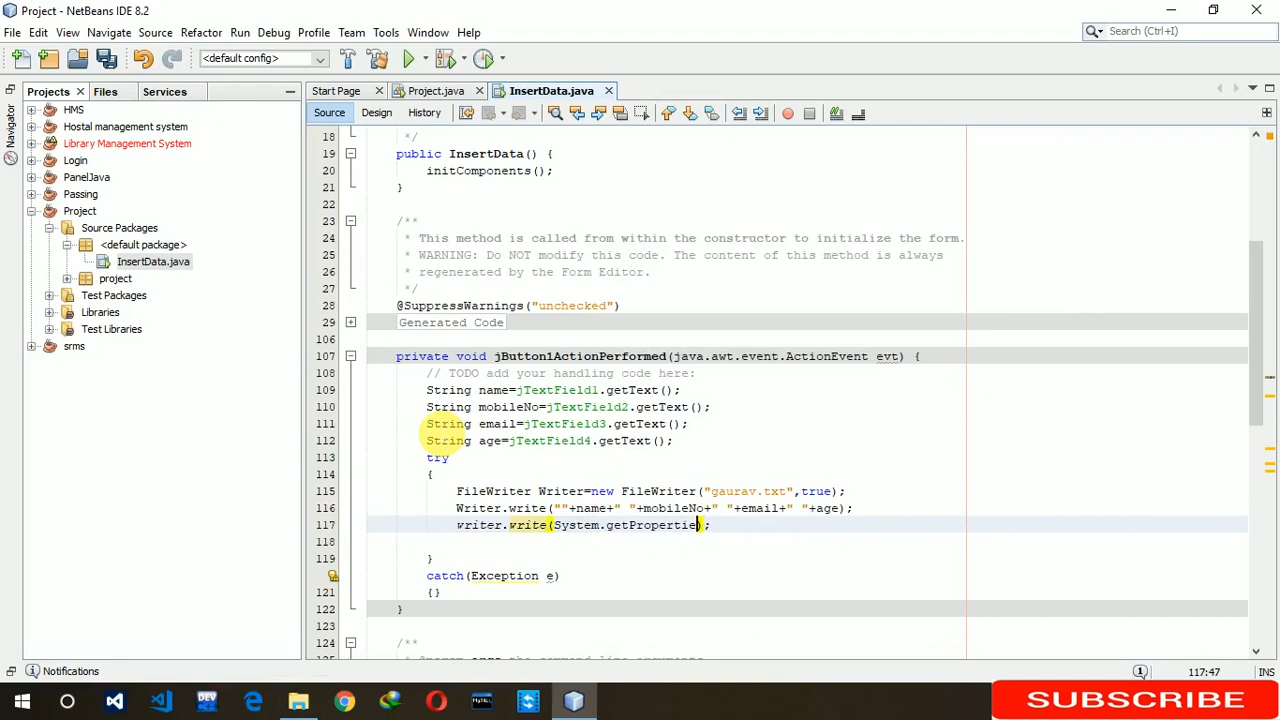 Project - NetBeans IDE 8.2
File Edit View Navigate Source Refactor Run Debug Profile Team Tools Window Help
Search (Ctrl+I)
<default config>
Projects Files Services
Start Page Project.java InsertData.java
Navigator
Source Design History
HMS
Hostal management system
Library Management System
Login
PanelJava
Passing
Project
Source Packages
<default package>
InsertData.java
project
Test Packages
Libraries
Test Libraries
srms
18 */
19 public InsertData() {
20 initComponents();
21 }
22
23 /**
24 * This method is called from within the constructor to initialize the form.
25 * WARNING: Do NOT modify this code. The content of this method is always
26 * regenerated by the Form Editor.
27 */
28 @SuppressWarnings("unchecked")
29 Generated Code
106
107 private void jButton1ActionPerformed(java.awt.event.ActionEvent evt) {
108 // TODO add your handling code here:
109 String name=jTextField1.getText();
110 String mobileNo=jTextField2.getText();
111 String email=jTextField3.getText();
112 String age=jTextField4.getText();
113 try
114 {
115 FileWriter Writer=new FileWriter("gaurav.txt",true);
116 Writer.write(""+name+" "+mobileNo+" "+email+" "+age);
117 writer.write(System.getPropertie);
118
119 }
catch(Exception e)
121 {}
122 }
123
124 /**
Notifications
1
117:47
INS
DEV
MySQL
SUBSCRIBE